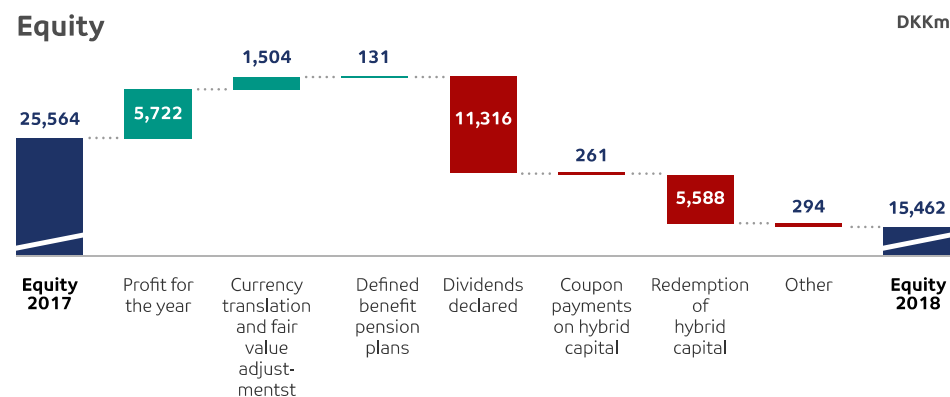 Equity
DKKm
25,564
5,722
1,504
131
11,316
261
5,588
294
15,462
Equity
2017
Profit for
the year
Currency
translation
and fair
value
adjust-
mentst
Defined
benefit
pension
plans
Dividends
declared
Coupon
payments
on hybrid
capital
Redemption
of
hybrid
capital
Other
Equity
2018